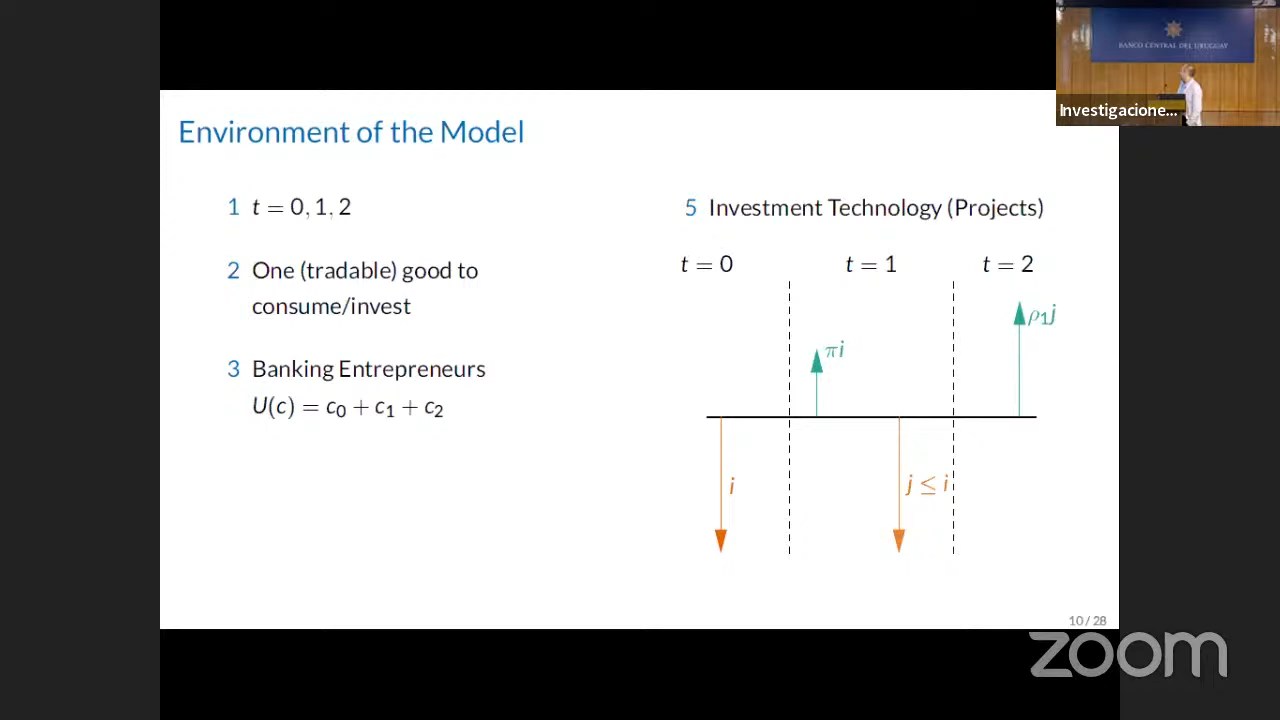 BANCO CENTRAL DEL URUGUAY
Investigacione...
Environment of the Model
1 t = 0, 1, 2
2 One (tradable) good to
consume/invest
3 Banking Entrepreneurs
U(c) = c₀ + c₁ + c₂
5 Investment Technology (Projects)
t = 0 t = 1 t = 2
ρ₁j
πi
i
j ≤ i
10 / 28
zoom